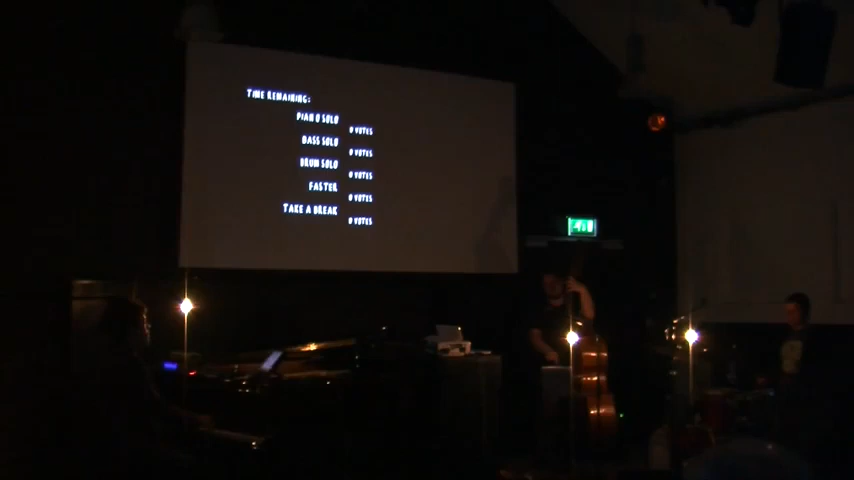 TIME REMAINING:
PIANO SOLO
0 VOTES
BASS SOLO
0 VOTES
DRUM SOLO
0 VOTES
FASTER
0 VOTES
TAKE A BREAK
0 VOTES